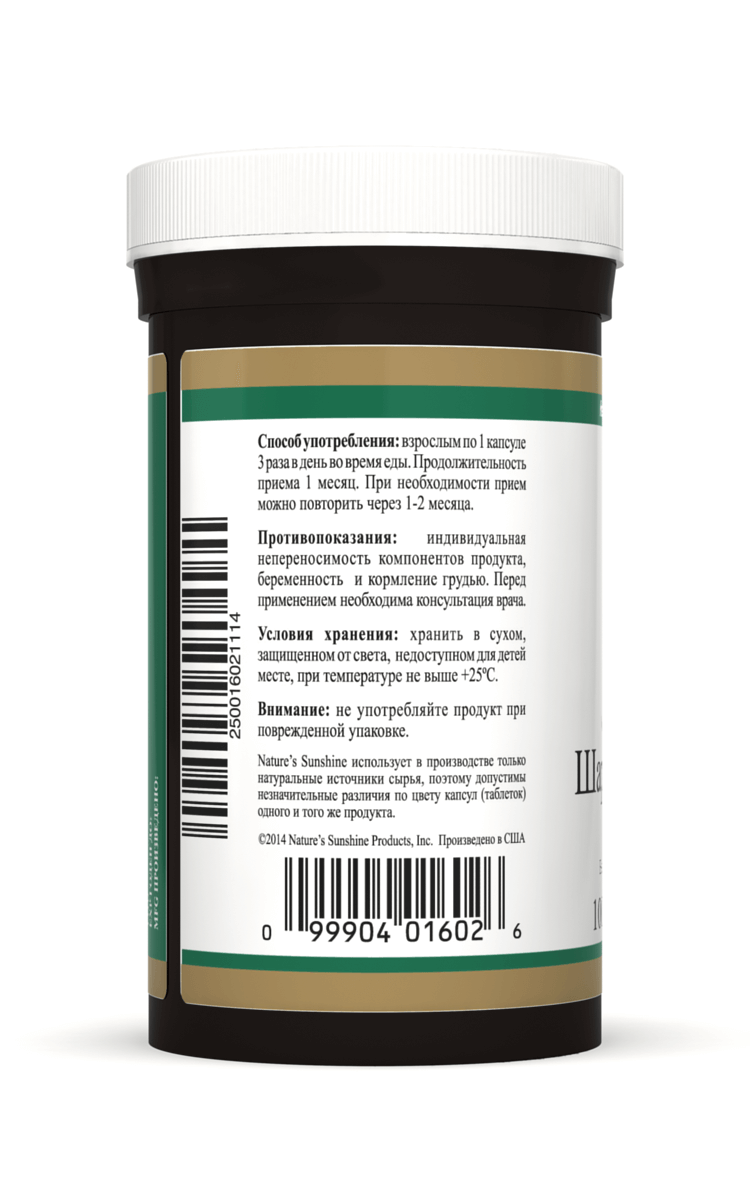 Способ употребления: взрослым по 1 капсуле
3 раза в день во время еды. Продолжительность
приема 1 месяц. При необходимости прием
можно повторить через 1-2 месяца.
Противопоказания: индивидуальная
непереносимость компонентов продукта,
беременность и кормление грудью. Перед
применением необходима консультация врача.
Условия хранения: хранить в сухом,
защищенном от света, недоступном для детей
месте, при температуре не выше +25ºС.
Внимание: не употребляйте продукт при
поврежденной упаковке.
Nature's Sunshine использует в производстве только
натуральные источники сырья, поэтому допустимы
незначительные различия по цвету капсул (таблеток)
одного и того же продукта.
©2014 Nature's Sunshine Products, Inc. Произведено в США
0 99904 01602 6
250016021114
MFG ПРОИЗВЕДЕНО: